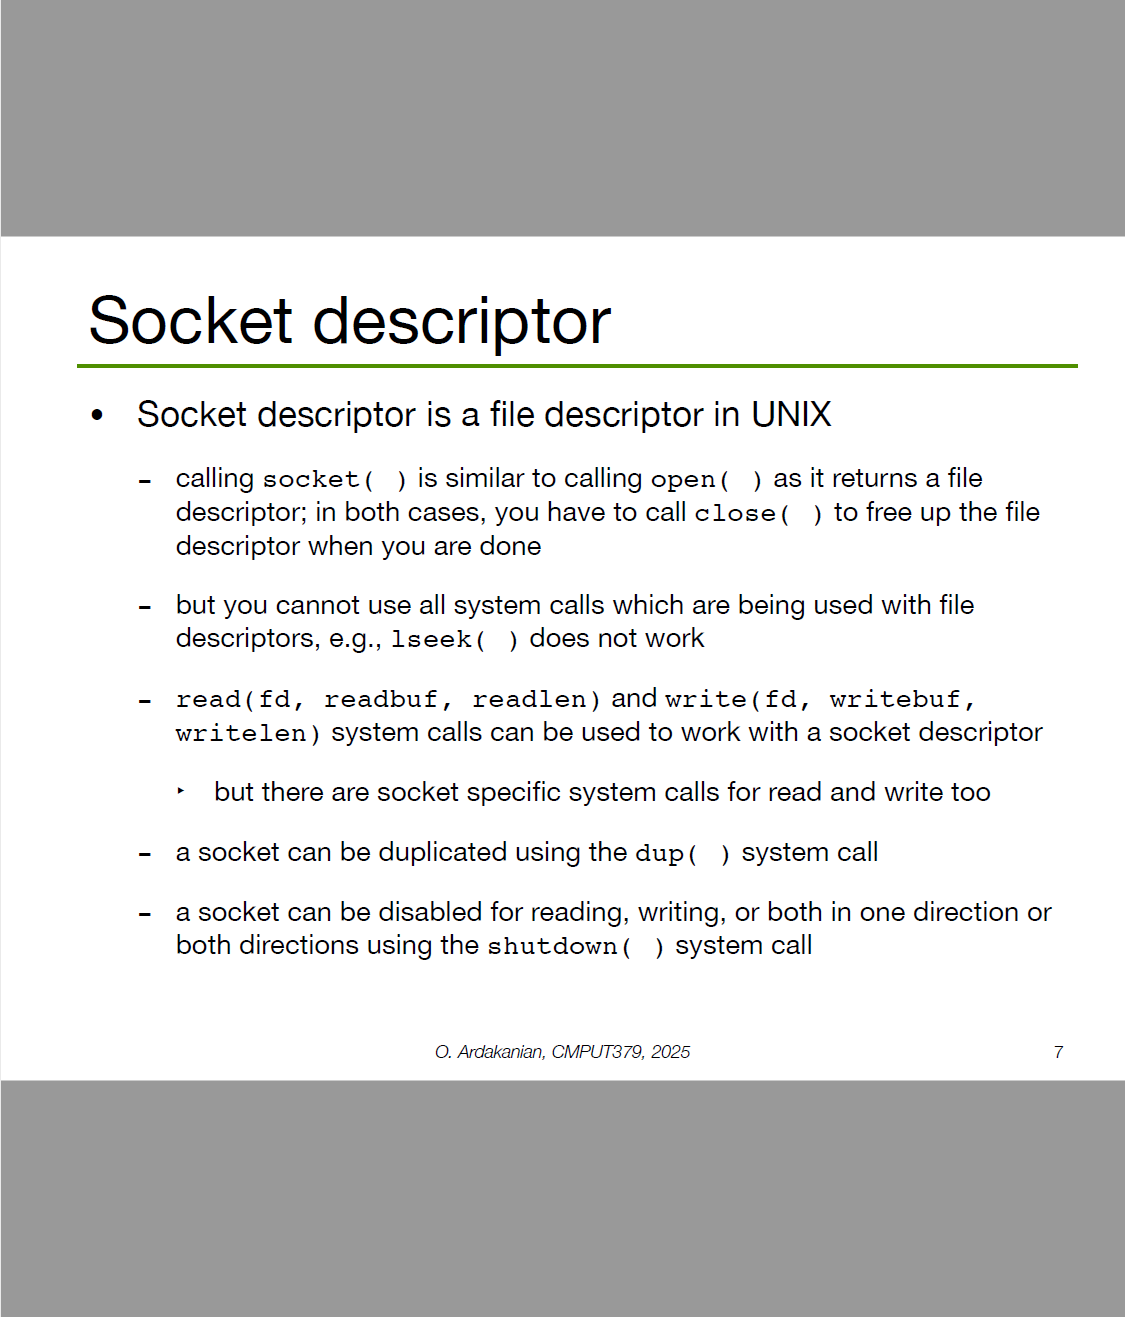 Socket descriptor
• Socket descriptor is a file descriptor in UNIX
- calling socket( ) is similar to calling open( ) as it returns a file
descriptor; in both cases, you have to call close( ) to free up the file
descriptor when you are done
- but you cannot use all system calls which are being used with file
descriptors, e.g., lseek( ) does not work
- read(fd, readbuf, readlen) and write(fd, writebuf,
writelen) system calls can be used to work with a socket descriptor
‣ but there are socket specific system calls for read and write too
- a socket can be duplicated using the dup( ) system call
- a socket can be disabled for reading, writing, or both in one direction or
both directions using the shutdown( ) system call
O. Ardakanian, CMPUT379, 2025
7